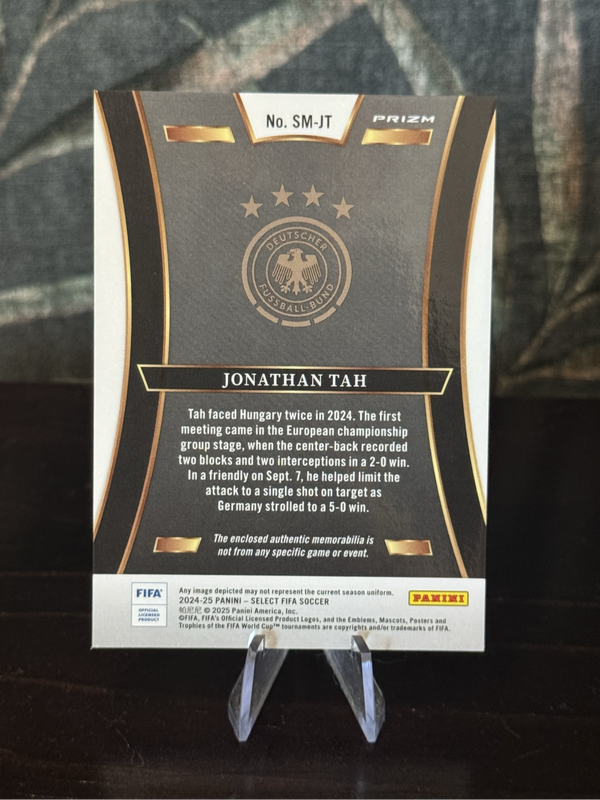 No. SM-JT
PRIZM
DEUTSCHER
FUSSBALL-BUND
JONATHAN TAH
Tah faced Hungary twice in 2024. The first
meeting came in the European championship
group stage, when the center-back recorded
two blocks and two interceptions in a 2-0 win.
In a friendly on Sept. 7, he helped limit the
attack to a single shot on target as
Germany strolled to a 5-0 win.
The enclosed authentic memorabilia is
not from any specific game or event.
FIFA®
OFFICIAL
LICENSED
PRODUCT
Any image depicted may not represent the current season uniform.
2024-25 PANINI – SELECT FIFA SOCCER
帕尼尼 © 2025 Panini America, Inc.
©FIFA, FIFA's Official Licensed Product Logos, and the Emblems, Mascots, Posters and
Trophies of the FIFA World Cup™ tournaments are copyrights and/or trademarks of FIFA.
PANINI